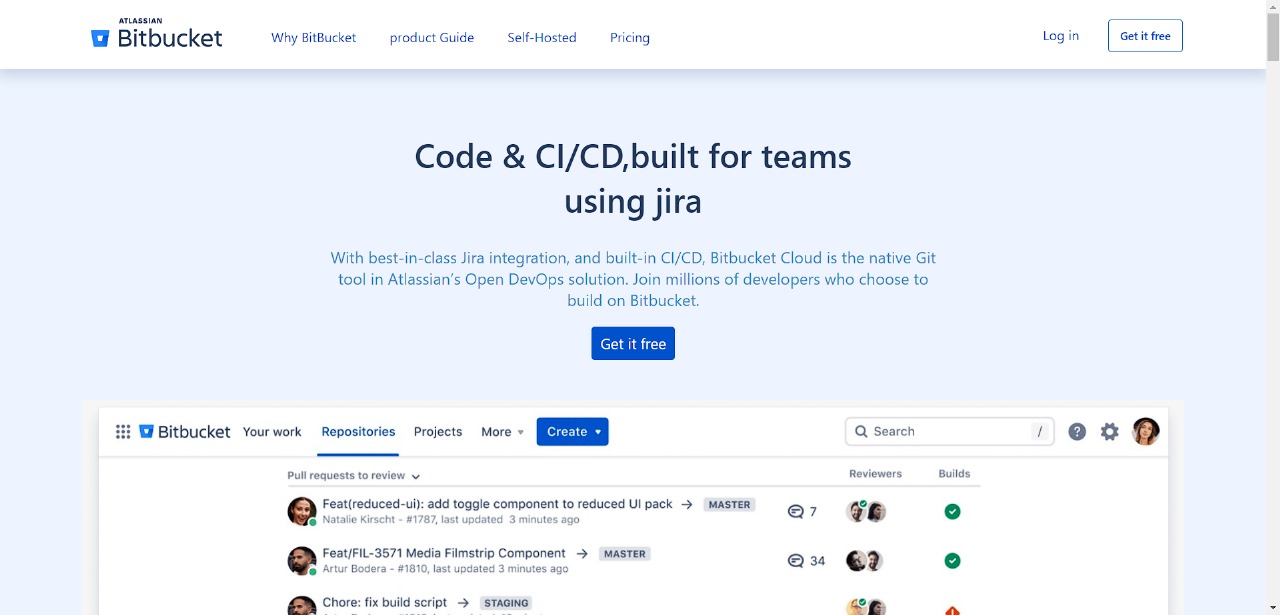 ATLASSIAN
Bitbucket
Why BitBucket product Guide Self-Hosted Pricing
Log in
Get it free
Code & CI/CD,built for teams
using jira
With best-in-class Jira integration, and built-in CI/CD, Bitbucket Cloud is the native Git
tool in Atlassian’s Open DevOps solution. Join millions of developers who choose to
build on Bitbucket.
Get it free
Bitbucket Your work Repositories Projects More Create Search / ?
Pull requests to review Reviewers Builds
Feat(reduced-ui): add toggle component to reduced UI pack → MASTER 7
Natalie Kirscht - #1787, last updated 3 minutes ago
Feat/FIL-3571 Media Filmstrip Component → MASTER 34
Artur Bodera - #1810, last updated 3 minutes ago
Chore: fix build script → STAGING